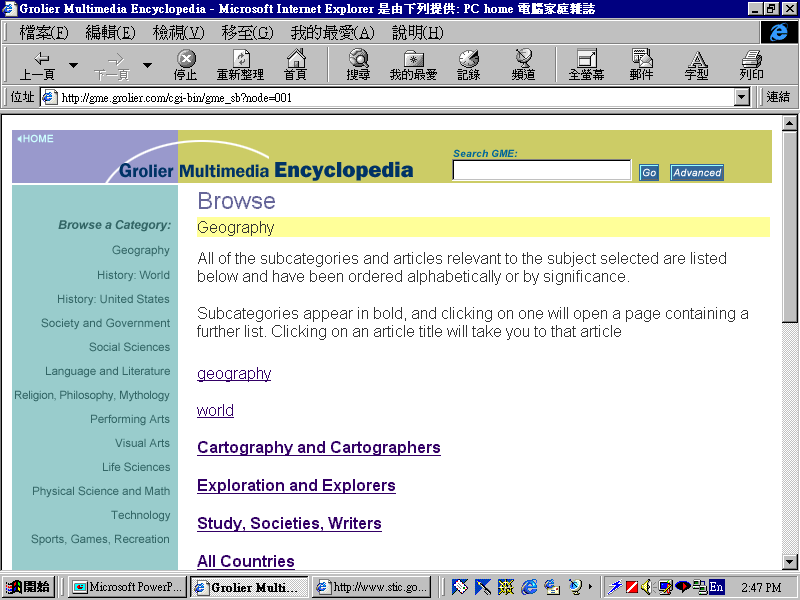 Grolier Multimedia Encyclopedia - Microsoft Internet Explorer 是由下列提供: PC home 電腦家庭雜誌
檔案(F) 編輯(E) 檢視(V) 移至(G) 我的最愛(A) 說明(H)
上一頁 下一頁 停止 重新整理 首頁 搜尋 我的最愛 記錄 頻道 全螢幕 郵件 字型 列印
位址 http://gme.grolier.com/cgi-bin/gme_sb?node=001 連結
HOME
Grolier Multimedia Encyclopedia
Search GME:
Go Advanced
Browse a Category:
Geography
History: World
History: United States
Society and Government
Social Sciences
Language and Literature
Religion, Philosophy, Mythology
Performing Arts
Visual Arts
Life Sciences
Physical Science and Math
Technology
Sports, Games, Recreation
Browse
Geography
All of the subcategories and articles relevant to the subject selected are listed
below and have been ordered alphabetically or by significance.
Subcategories appear in bold, and clicking on one will open a page containing a
further list. Clicking on an article title will take you to that article
geography
world
Cartography and Cartographers
Exploration and Explorers
Study, Societies, Writers
All Countries
開始 Microsoft PowerP... Grolier Multi... http://www.stic.go... En 2:47 PM